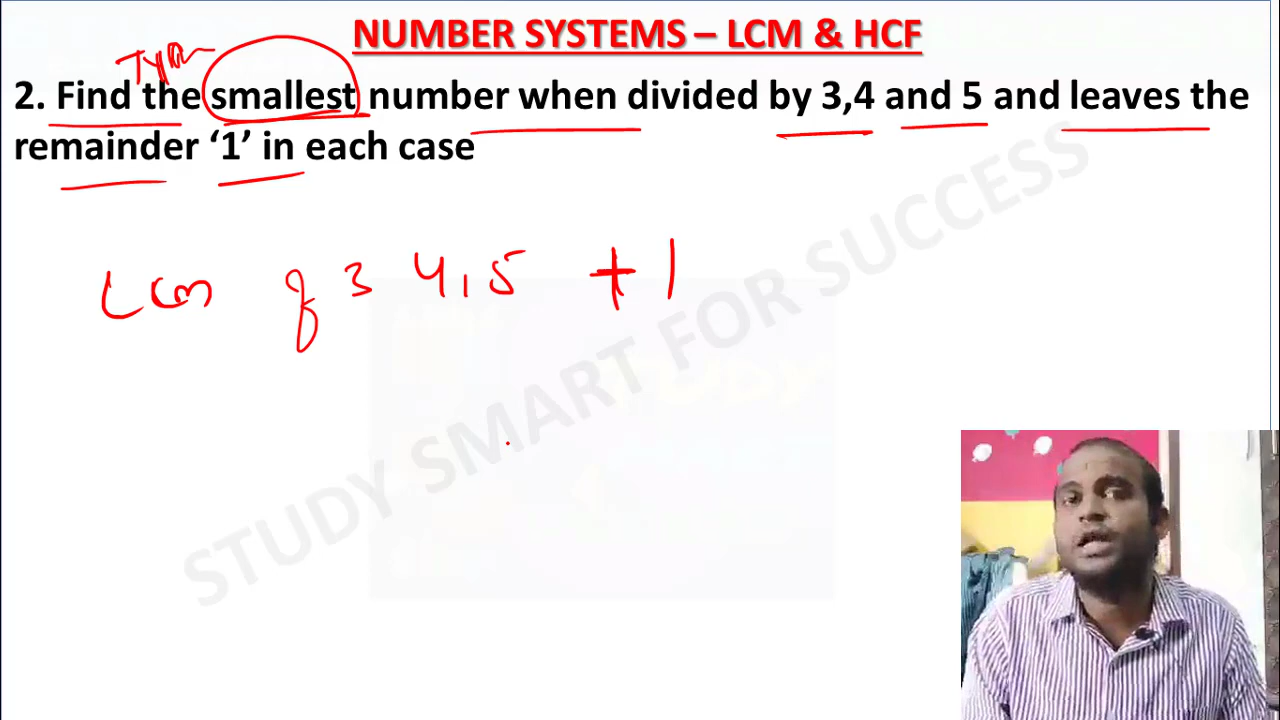 NUMBER SYSTEMS – LCM & HCF
Type
2. Find the smallest number when divided by 3,4 and 5 and leaves the
remainder ‘1’ in each case
LCM of 3 4,5 + 1
STUDY SMART FOR SUCCESS